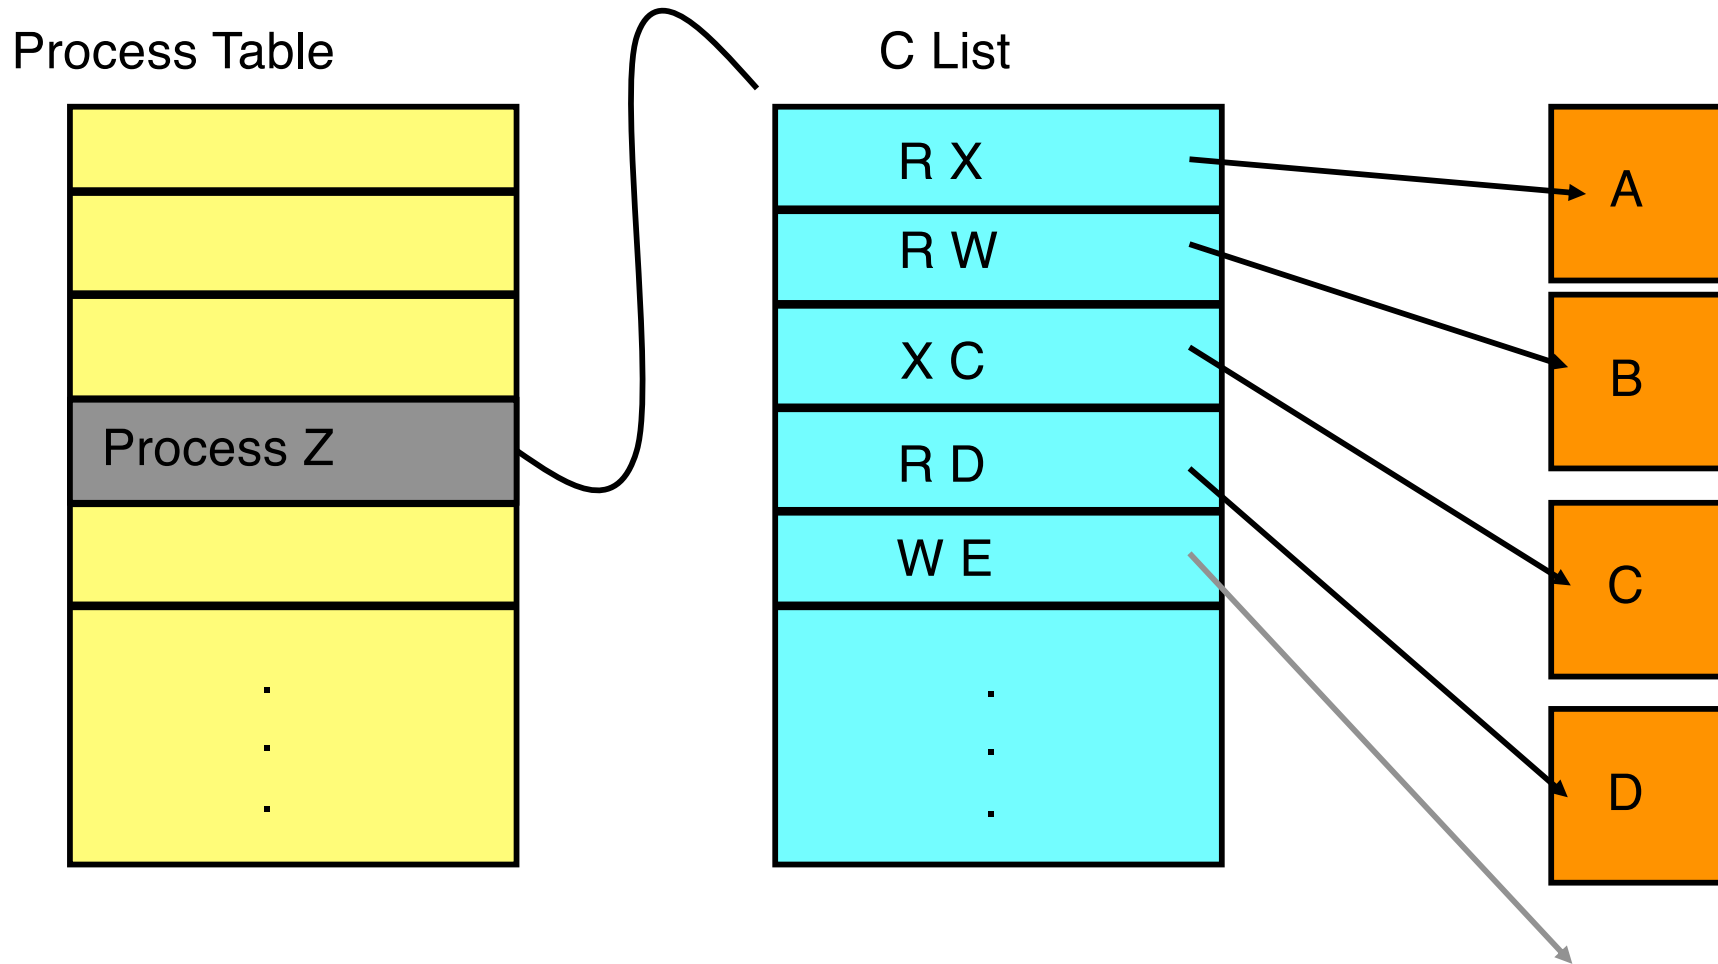 Process Table
C List
R X
A
R W
B
X C
Process Z
R D
W E
C
D
.
.
.
.
.
.